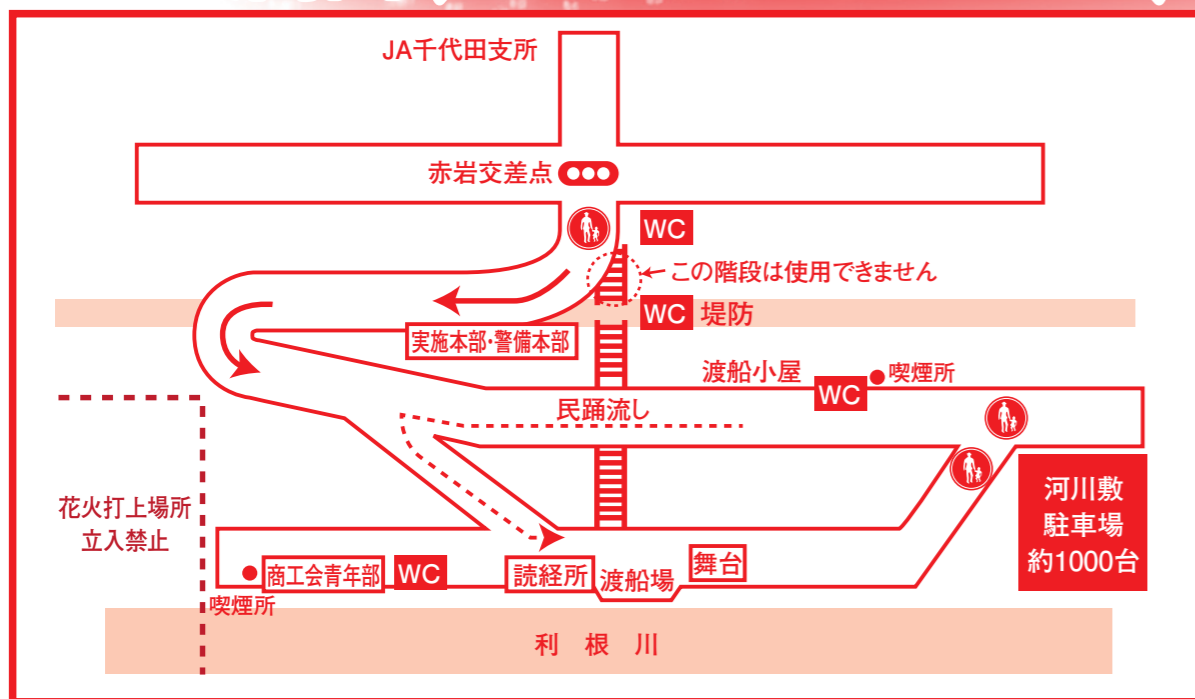 JA千代田支所
赤岩交差点
WC
この階段は使用できません
WC
堤防
実施本部・警備本部
渡船小屋
WC
喫煙所
民踊流し
河川敷
駐車場
約1000台
花火打上場所
立入禁止
商工会青年部
WC
読経所
渡船場
舞台
喫煙所
利根川